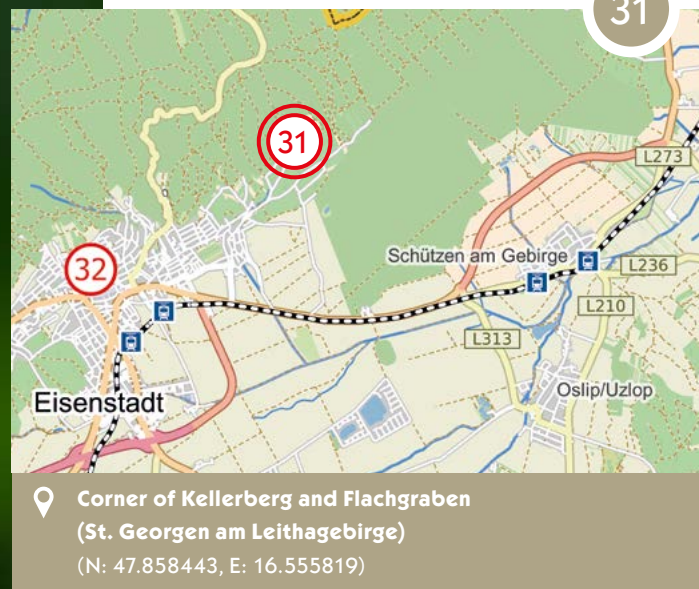 31
31
L273
Schützen am Gebirge
L236
32
L210
L313
Eisenstadt
Oslip/Uzlop
Corner of Kellerberg and Flachgraben
(St. Georgen am Leithagebirge)
(N: 47.858443, E: 16.555819)